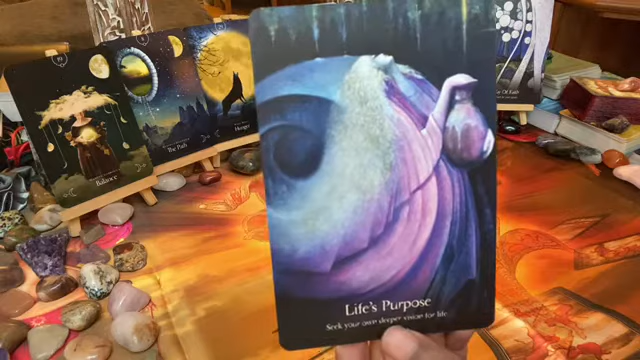 Balance
The Path
Hunger
Life's Purpose
Seek your own deeper vision for life